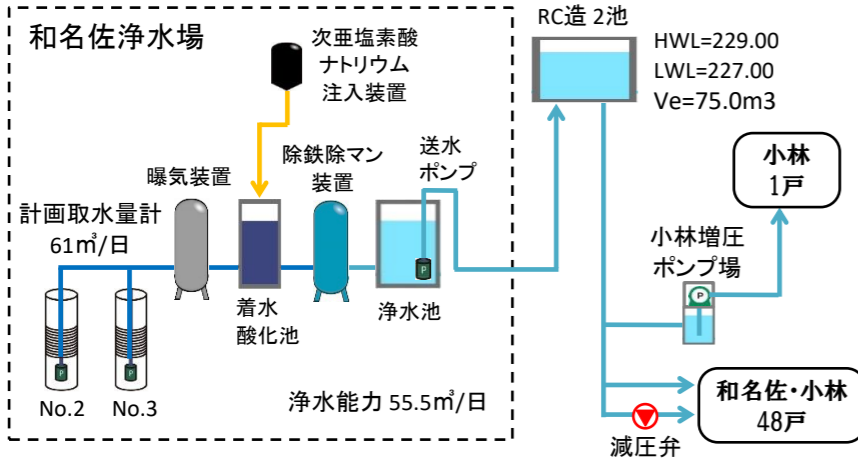 和名佐浄水場
次亜塩素酸
ナトリウム
注入装置
曝気装置
除鉄除マン
装置
送水
ポンプ
計画取水量計
61㎥/日
着水
酸化池
浄水池
P
P
P
No.2
No.3
浄水能力 55.5㎥/日
RC造 2池
HWL=229.00
LWL=227.00
Ve=75.0m3
小林
1戸
小林増圧
ポンプ場
P
和名佐・小林
48戸
減圧弁